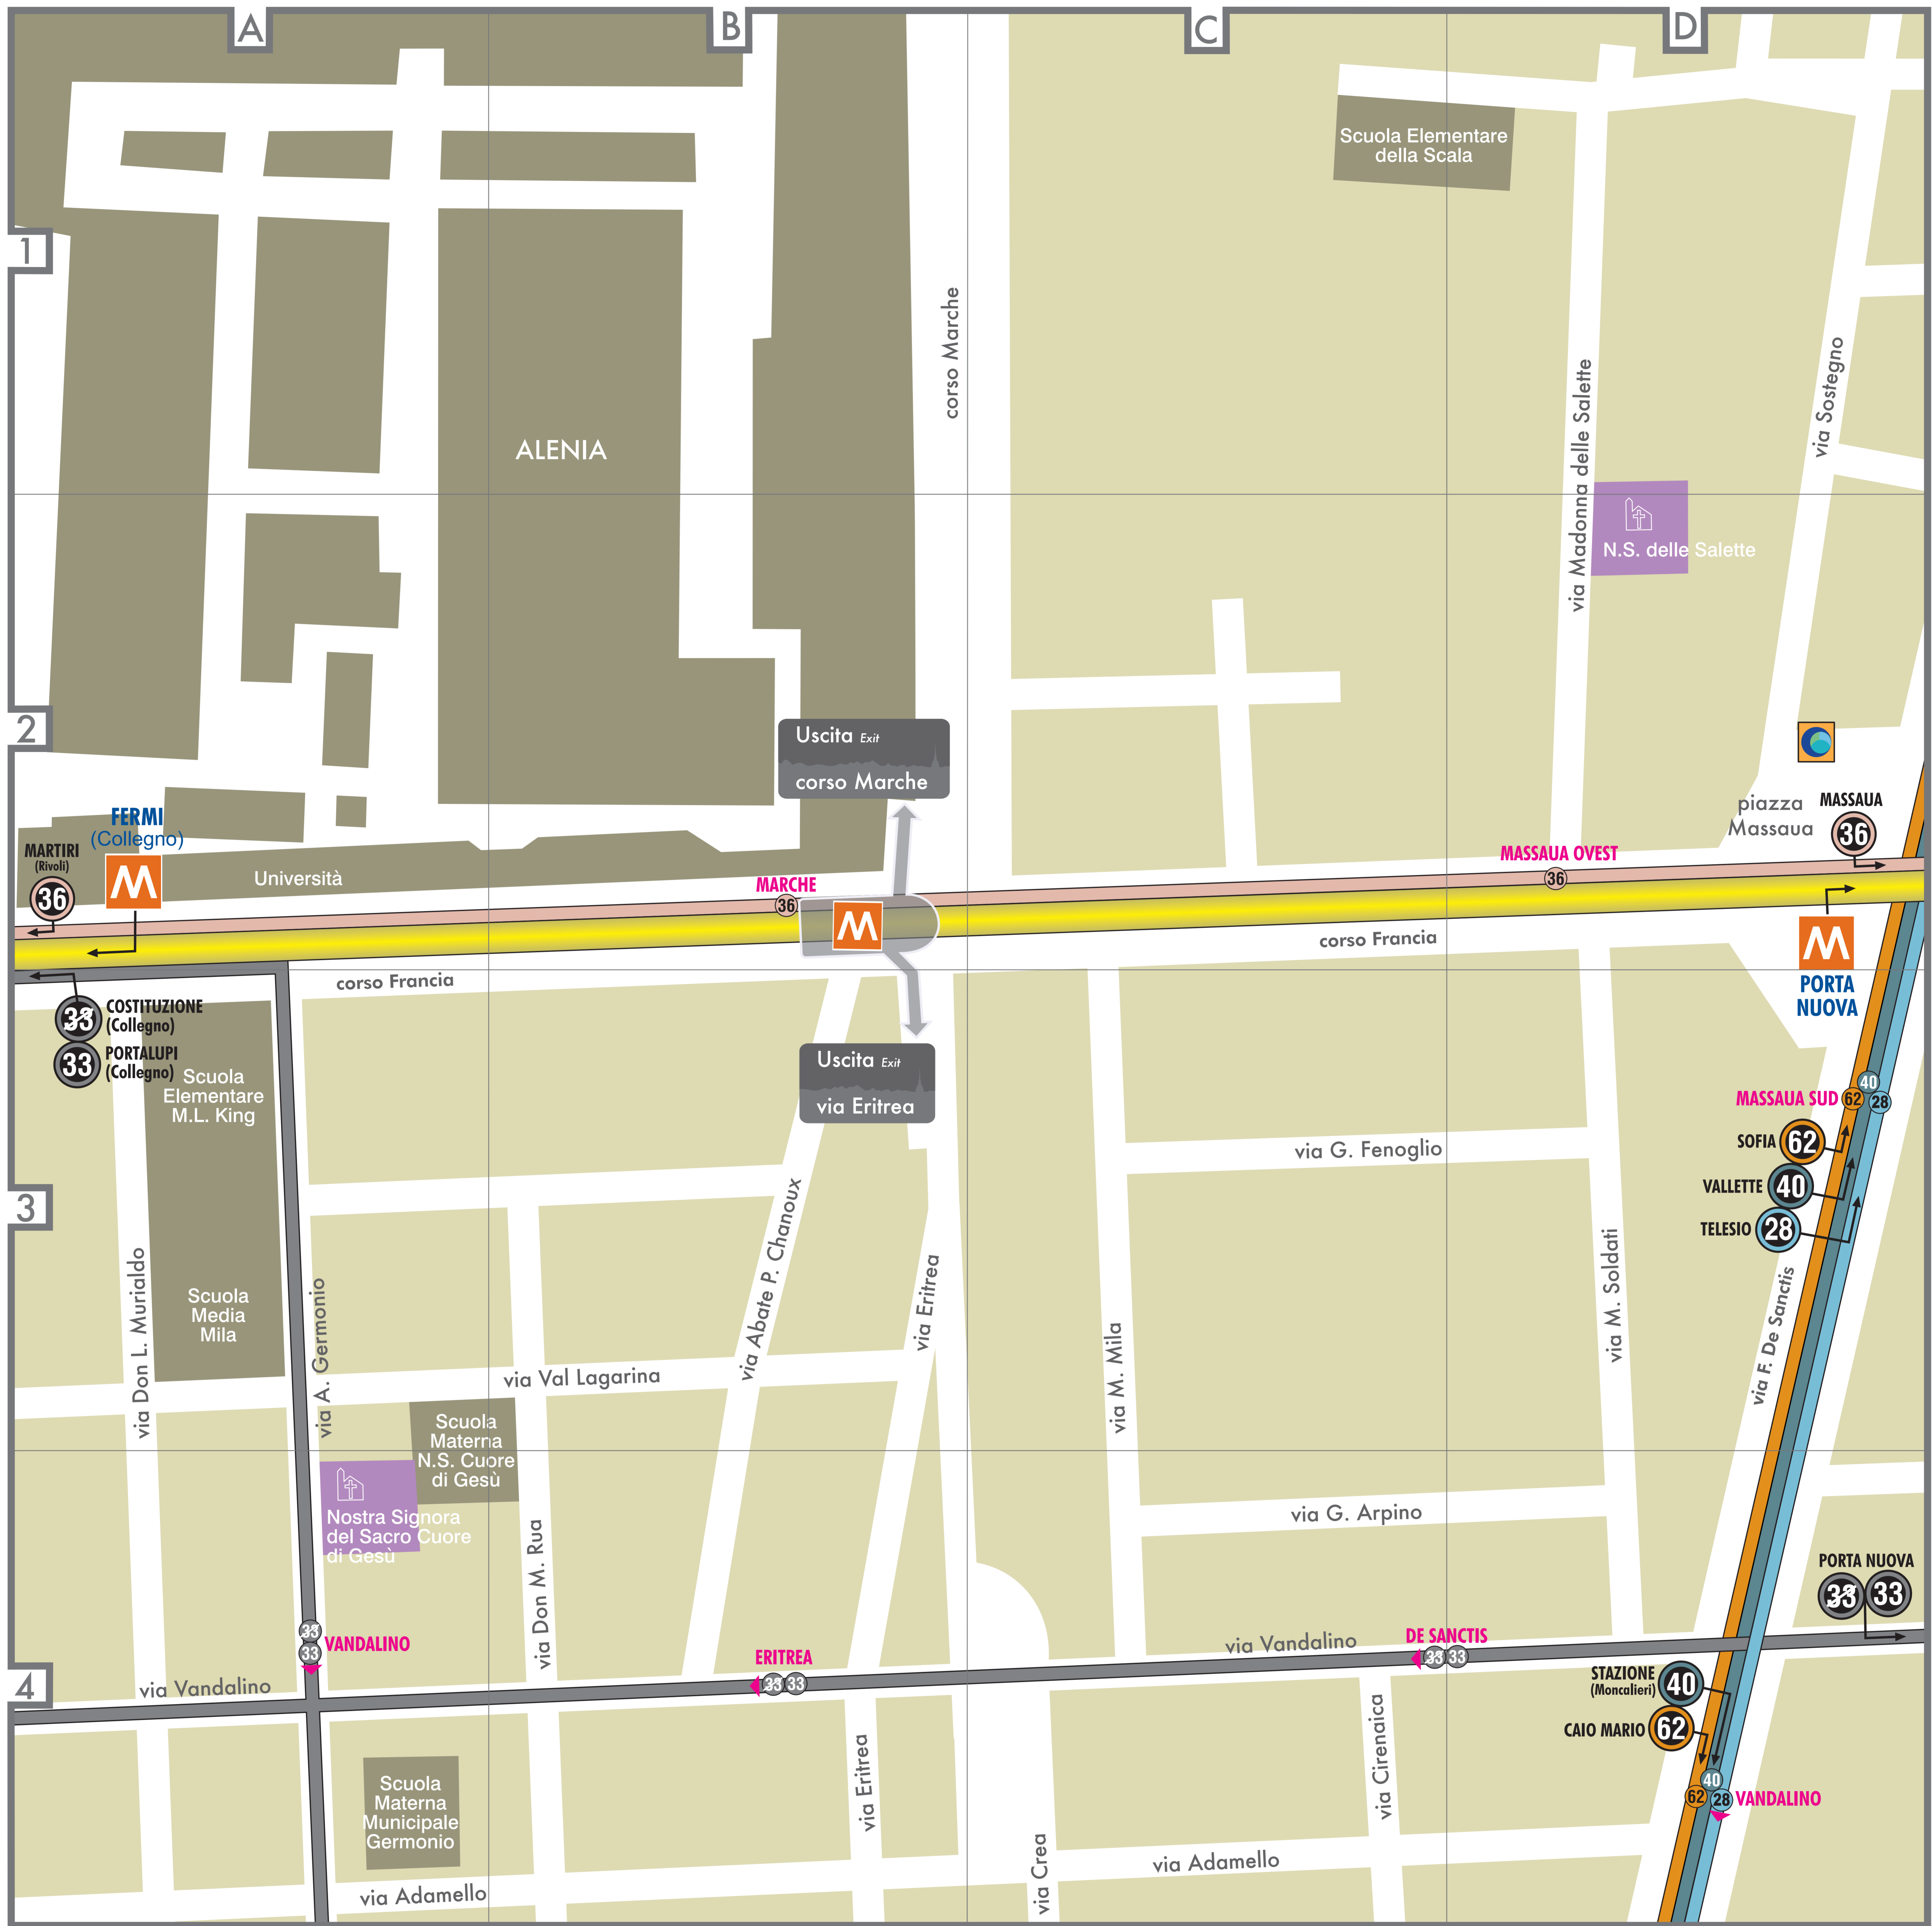 A
B
C
D
1
2
3
4
Scuola Elementare
della Scala
corso Marche
via Madonna delle Salette
via Sostegno
ALENIA
N.S. delle Salette
Uscita Exit
corso Marche
FERMI
(Collegno)
MARTIRI
(Rivoli)
36
M
Università
MARCHE
36
M
MASSAUA OVEST
36
piazza
Massaua
MASSAUA
36
corso Francia
corso Francia
M
PORTA
NUOVA
33
COSTITUZIONE
(Collegno)
33
PORTALUPI
(Collegno)
Scuola
Elementare
M.L. King
Uscita Exit
via Eritrea
MASSAUA SUD
62
40
28
SOFIA
62
VALLETTE
40
TELESIO
28
via G. Fenoglio
via Don L. Murialdo
Scuola
Media
Mila
via A. Germonio
via Abate P. Chanoux
via Eritrea
via M. Mila
via M. Soldati
via F. De Sanctis
via Val Lagarina
Scuola
Materna
N.S. Cuore
di Gesù
Nostra Signora
del Sacro Cuore
di Gesù
via Don M. Rua
via G. Arpino
PORTA NUOVA
33
33
33
33
VANDALINO
ERITREA
33
33
via Vandalino
DE SANCTIS
33
33
via Vandalino
STAZIONE
(Moncalieri)
40
CAIO MARIO
62
Scuola
Materna
Municipale
Germonio
via Eritrea
via Cirenaica
40
62
28
VANDALINO
via Crea
via Adamello
via Adamello